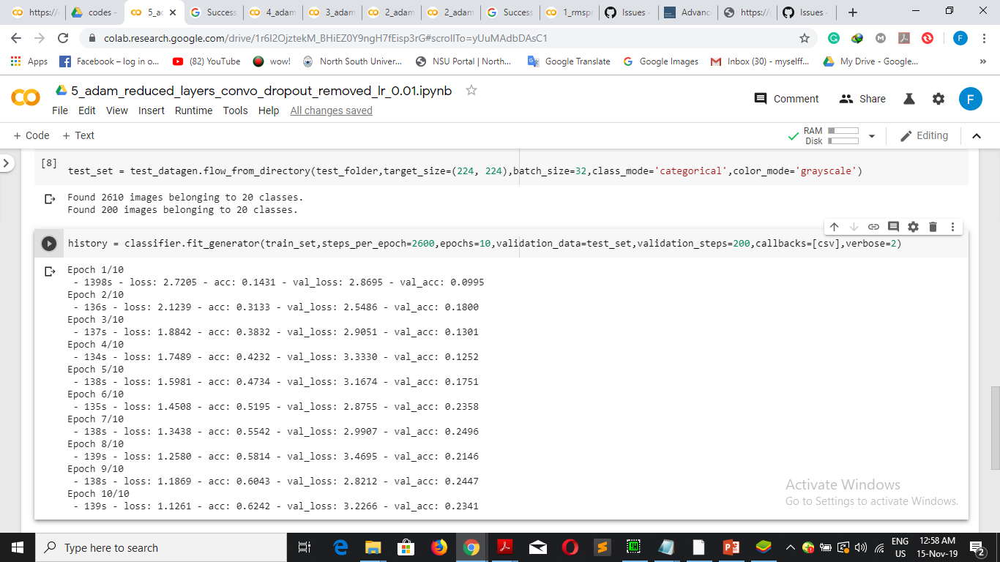 https://
codes -
5_ac
Success
4_adam
3_adam
2_adam
2_adam
Success
1_rmspr
Issues
Advanc
https://
Issues
colab.research.google.com/drive/1r6I2OjztekM_BHiEZ0Y9ngH7fEisp3rG#scrollTo=yUuMAdbDAsC1
Apps
Facebook – log in o...
(82) YouTube
wow!
North South Univer...
NSU Portal | North...
Google Translate
Google Images
Inbox (30) - myselff...
My Drive - Google...
5_adam_reduced_layers_convo_dropout_removed_lr_0.01.ipynb
Comment
Share
F
File Edit View Insert Runtime Tools Help All changes saved
+ Code + Text
RAM
Disk
Editing
[8]
test_set = test_datagen.flow_from_directory(test_folder,target_size=(224, 224),batch_size=32,class_mode='categorical',color_mode='grayscale')
Found 2610 images belonging to 20 classes.
Found 200 images belonging to 20 classes.
history = classifier.fit_generator(train_set,steps_per_epoch=2600,epochs=10,validation_data=test_set,validation_steps=200,callbacks=[csv],verbose=2)
Epoch 1/10
- 1398s - loss: 2.7205 - acc: 0.1431 - val_loss: 2.8695 - val_acc: 0.0995
Epoch 2/10
- 136s - loss: 2.1239 - acc: 0.3133 - val_loss: 2.5486 - val_acc: 0.1800
Epoch 3/10
- 137s - loss: 1.8842 - acc: 0.3832 - val_loss: 2.9051 - val_acc: 0.1301
Epoch 4/10
- 134s - loss: 1.7489 - acc: 0.4232 - val_loss: 3.3330 - val_acc: 0.1252
Epoch 5/10
- 138s - loss: 1.5981 - acc: 0.4734 - val_loss: 3.1674 - val_acc: 0.1751
Epoch 6/10
- 135s - loss: 1.4508 - acc: 0.5195 - val_loss: 2.8755 - val_acc: 0.2358
Epoch 7/10
- 138s - loss: 1.3438 - acc: 0.5542 - val_loss: 2.9907 - val_acc: 0.2496
Epoch 8/10
- 139s - loss: 1.2580 - acc: 0.5814 - val_loss: 3.4695 - val_acc: 0.2146
Epoch 9/10
- 138s - loss: 1.1869 - acc: 0.6043 - val_loss: 2.8212 - val_acc: 0.2447
Epoch 10/10
- 139s - loss: 1.1261 - acc: 0.6242 - val_loss: 3.2266 - val_acc: 0.2341
Activate Windows
Go to Settings to activate Windows.
Type here to search
ENG
US
12:58 AM
15-Nov-19
2